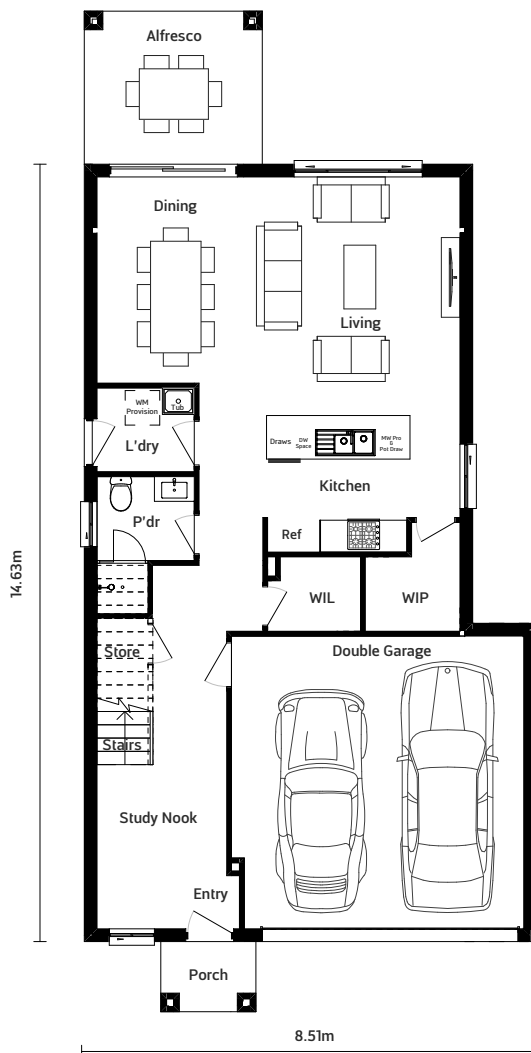 Alfresco
Dining
Living
WM
Provision
Tub
L'dry
Draws
DW
Space
MW Pro
&
Pot Draw
Kitchen
P'dr
Ref
WIL
WIP
Store
Double Garage
Stairs
Study Nook
Entry
Porch
14.63m
8.51m